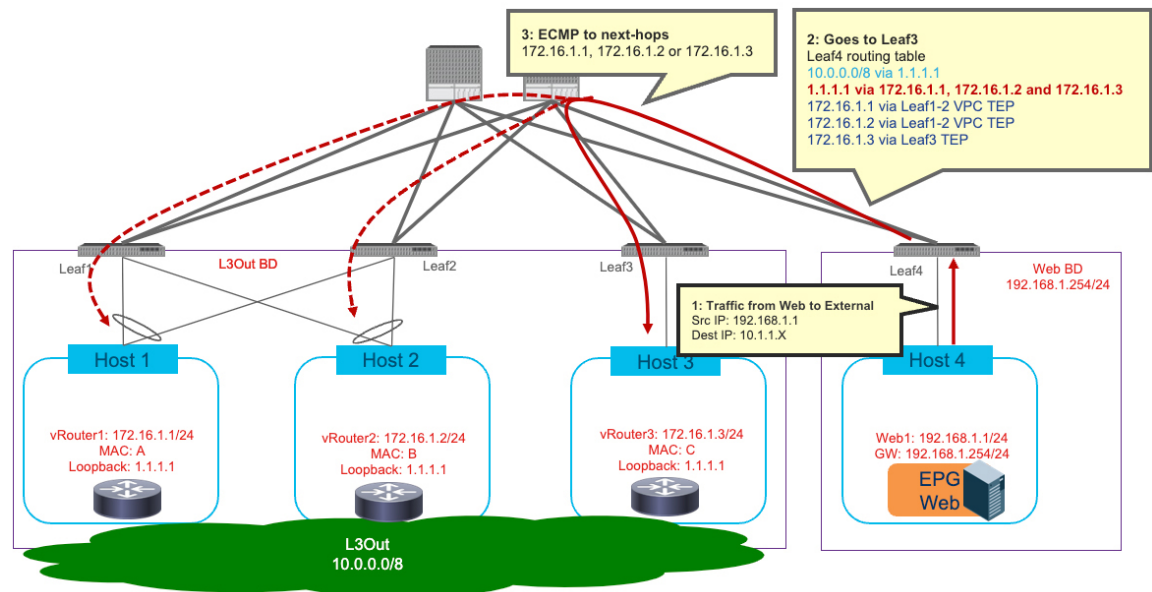 3: ECMP to next-hops
172.16.1.1, 172.16.1.2 or 172.16.1.3
2: Goes to Leaf3
Leaf4 routing table
10.0.0.0/8 via 1.1.1.1
1.1.1.1 via 172.16.1.1, 172.16.1.2 and 172.16.1.3
172.16.1.1 via Leaf1-2 VPC TEP
172.16.1.2 via Leaf1-2 VPC TEP
172.16.1.3 via Leaf3 TEP
Leaf1
L3Out BD
Leaf2
Leaf3
Leaf4
Web BD
192.168.1.254/24
1: Traffic from Web to External
Src IP: 192.168.1.1
Dest IP: 10.1.1.X
Host 1
Host 2
Host 3
Host 4
vRouter1: 172.16.1.1/24
MAC: A
Loopback: 1.1.1.1
vRouter2: 172.16.1.2/24
MAC: B
Loopback: 1.1.1.1
vRouter3: 172.16.1.3/24
MAC: C
Loopback: 1.1.1.1
Web1: 192.168.1.1/24
GW: 192.168.1.254/24
EPG
Web
L3Out
10.0.0.0/8